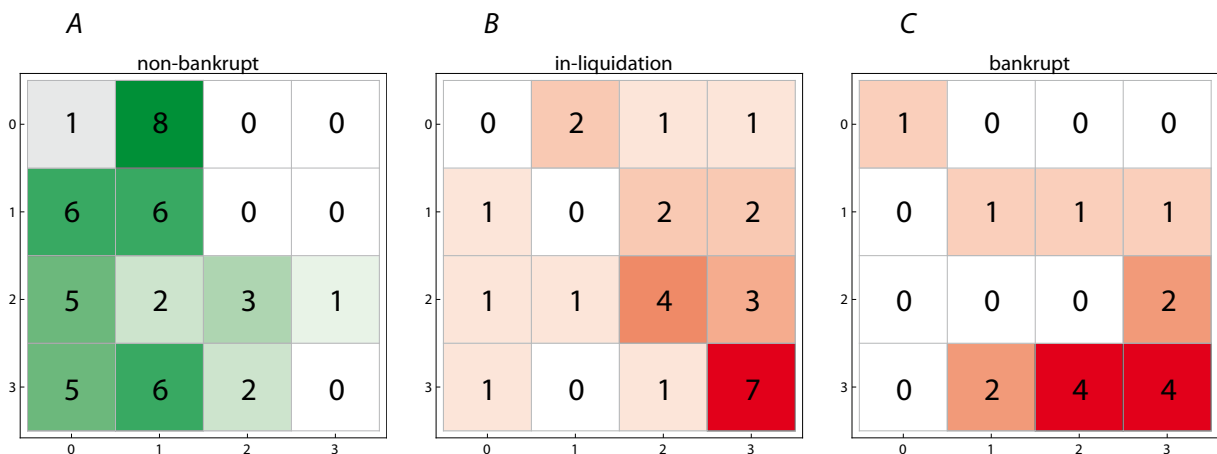 A B C
non-bankrupt in-liquidation bankrupt
0 1 8 0 0 0 0 2 1 1 0 1 0 0 0
1 6 6 0 0 1 1 0 2 2 1 0 1 1 1
2 5 2 3 1 2 1 1 4 3 2 0 0 0 2
3 5 6 2 0 3 1 0 1 7 3 0 2 4 4
0 1 2 3 0 1 2 3 0 1 2 3